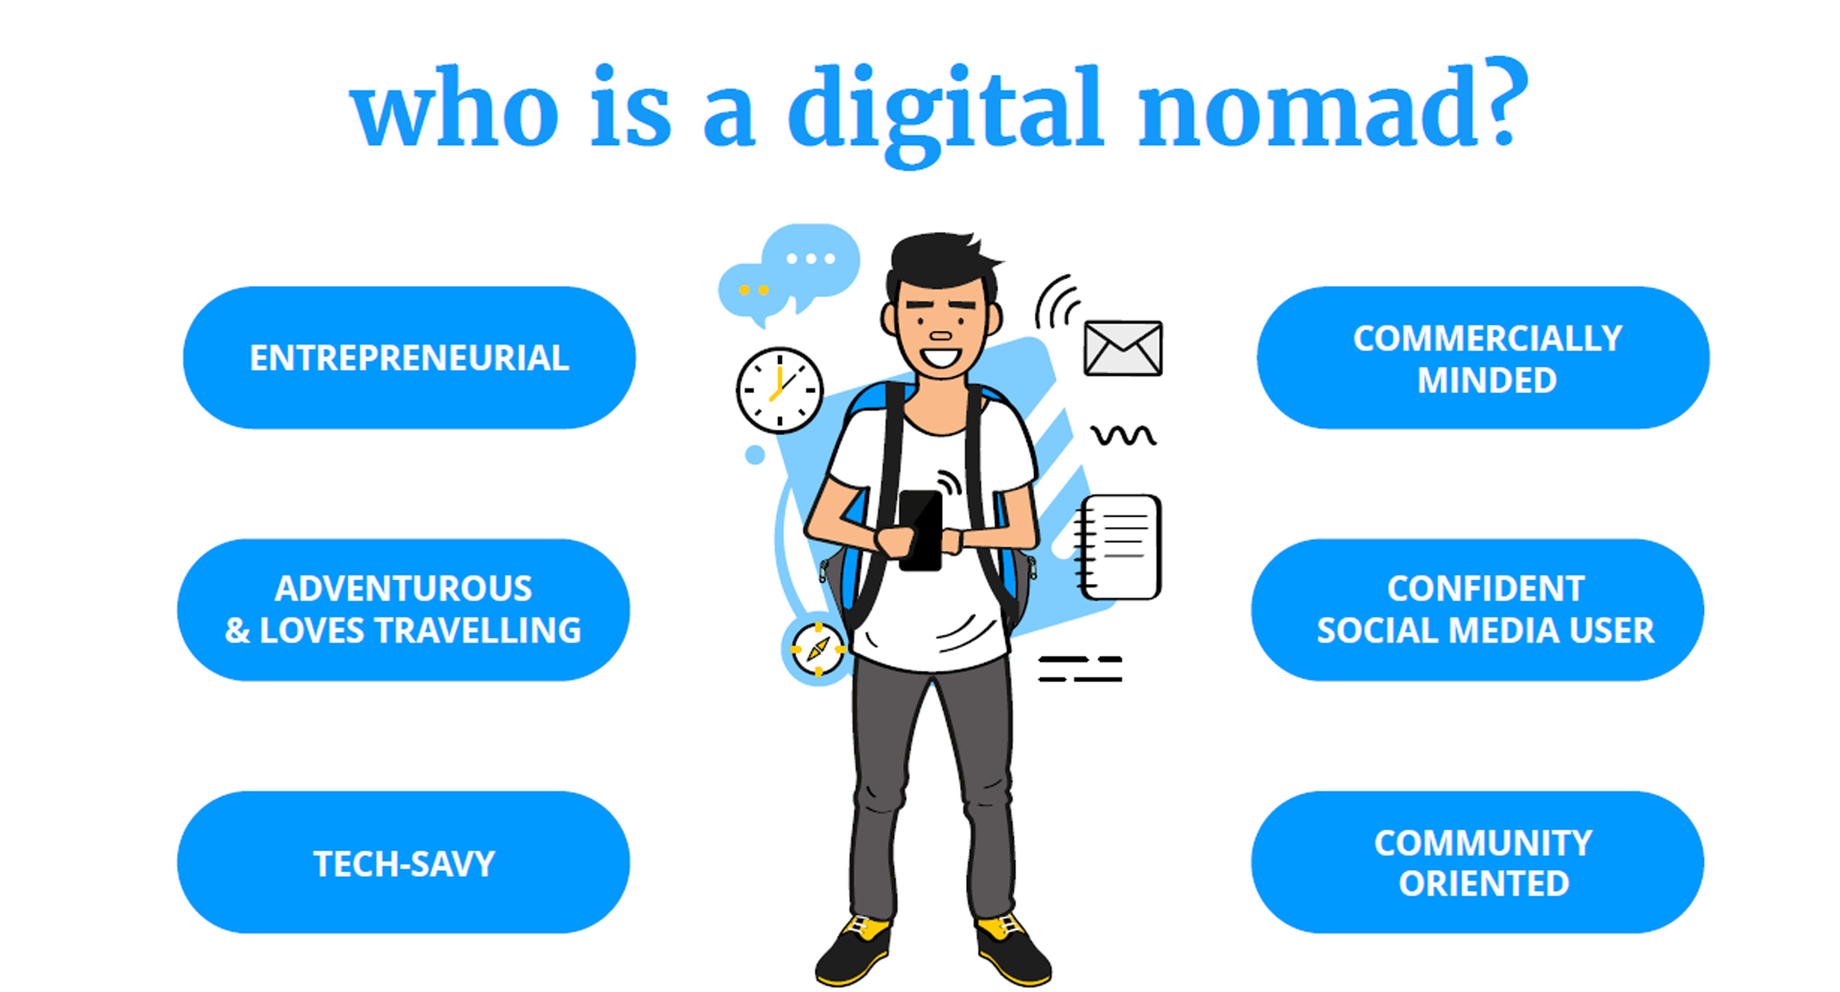 who is a digital nomad?
ENTREPRENEURIAL
ADVENTUROUS
& LOVES TRAVELLING
TECH-SAVY
COMMERCIALLY
MINDED
CONFIDENT
SOCIAL MEDIA USER
COMMUNITY
ORIENTED